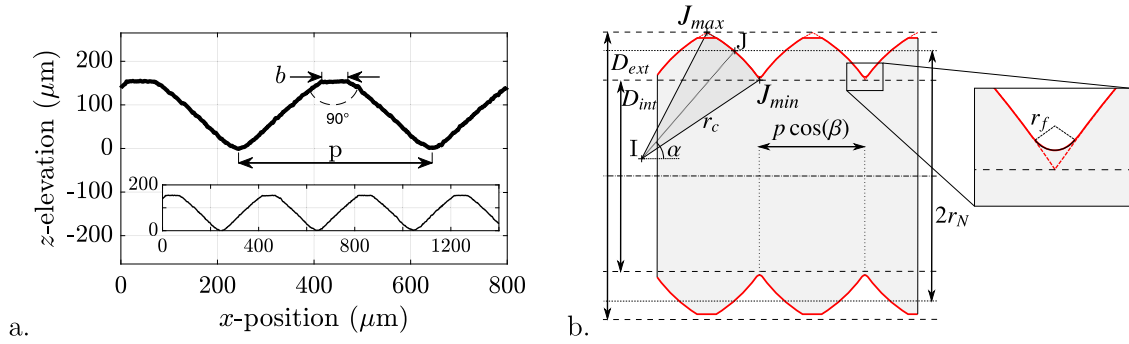 200
100
0
-100
-200
z-elevation (μm)
b
90°
p
200
0
0
400
800
1200
0
200
400
600
800
x-position (μm)
a.
J_max
J
D_ext
D_int
J_min
r_c
I
α
p cos(β)
2r_N
r_f
b.